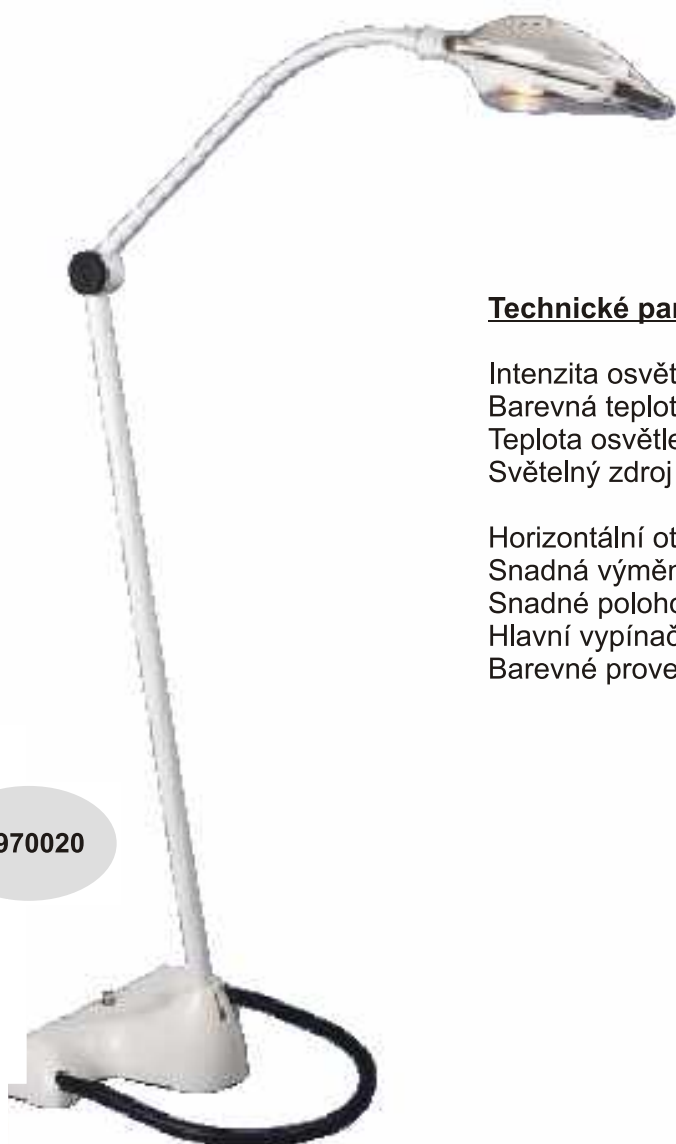 Technické par
Intenzita osvět
Barevná teplot
Teplota osvětle
Světelný zdroj
Horizontální ot
Snadná výměr
Snadné poloho
Hlavní vypínač
Barevné prove
970020